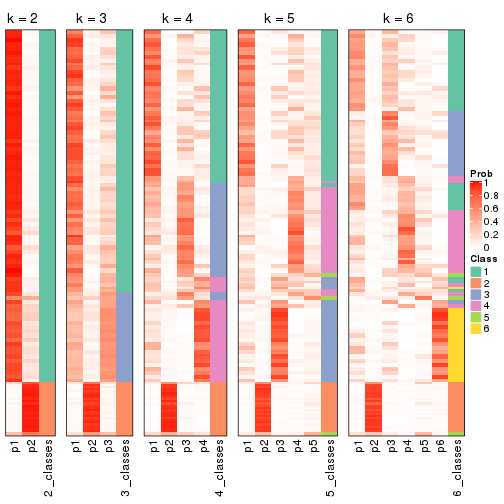 k = 2
k = 3
k = 4
k = 5
k = 6
Prob
1
0.8
0.6
0.4
0.2
0
Class
1
2
3
4
5
6
p1
p2
2_classes
p1
p2
p3
3_classes
p1
p2
p3
p4
4_classes
p1
p2
p3
p4
p5
5_classes
p1
p2
p3
p4
p5
p6
6_classes